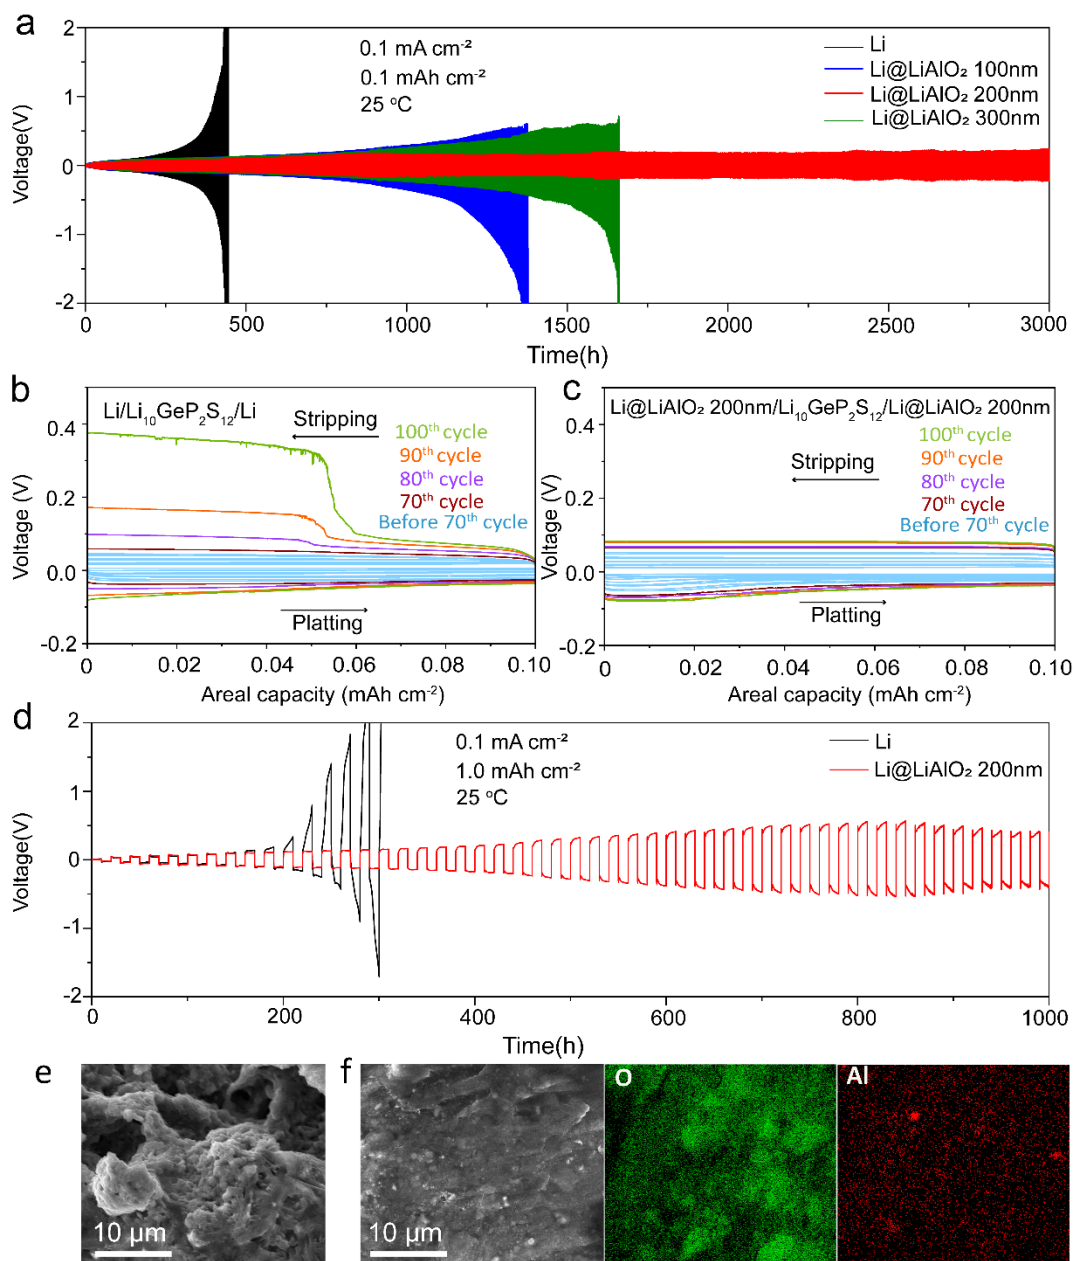 a
2
1
0
-1
-2
Voltage(V)
0.1 mA cm⁻²
0.1 mAh cm⁻²
25 °C
Li
Li@LiAlO₂ 100nm
Li@LiAlO₂ 200nm
Li@LiAlO₂ 300nm
0 500 1000 1500 2000 2500 3000
Time(h)
b
Li/Li₁₀GeP₂S₁₂/Li
Stripping
100th cycle
90th cycle
80th cycle
70th cycle
Before 70th cycle
Platting
0.4
0.2
0.0
-0.2
Voltage (V)
0 0.02 0.04 0.06 0.08 0.10
Areal capacity (mAh cm⁻²)
c
Li@LiAlO₂ 200nm/Li₁₀GeP₂S₁₂/Li@LiAlO₂ 200nm
Stripping
100th cycle
90th cycle
80th cycle
70th cycle
Before 70th cycle
Platting
0.4
0.2
0.0
-0.2
Voltage (V)
0 0.02 0.04 0.06 0.08 0.10
Areal capacity (mAh cm⁻²)
d
2
1
0
-1
-2
Voltage(V)
0.1 mA cm⁻²
1.0 mAh cm⁻²
25 °C
Li
Li@LiAlO₂ 200nm
0 200 400 600 800 1000
Time(h)
e
10 μm
f
10 μm
O
Al